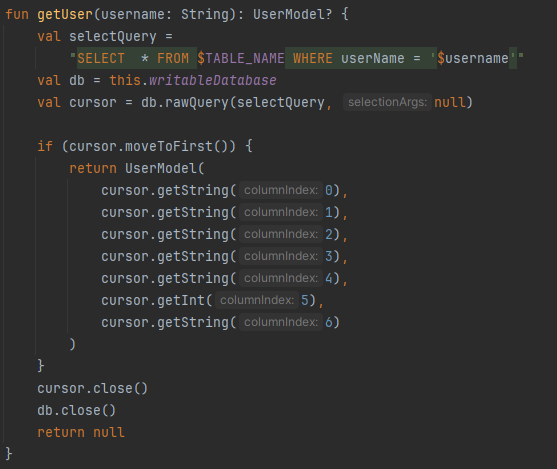 fun getUser(username: String): UserModel? {
    val selectQuery =
        "SELECT  * FROM $TABLE_NAME WHERE userName = '$username'"
    val db = this.writableDatabase
    val cursor = db.rawQuery(selectQuery, selectionArgs: null)

    if (cursor.moveToFirst()) {
        return UserModel(
            cursor.getString( columnIndex: 0),
            cursor.getString( columnIndex: 1),
            cursor.getString( columnIndex: 2),
            cursor.getString( columnIndex: 3),
            cursor.getString( columnIndex: 4),
            cursor.getInt( columnIndex: 5),
            cursor.getString( columnIndex: 6)
        )
    }
    cursor.close()
    db.close()
    return null
}